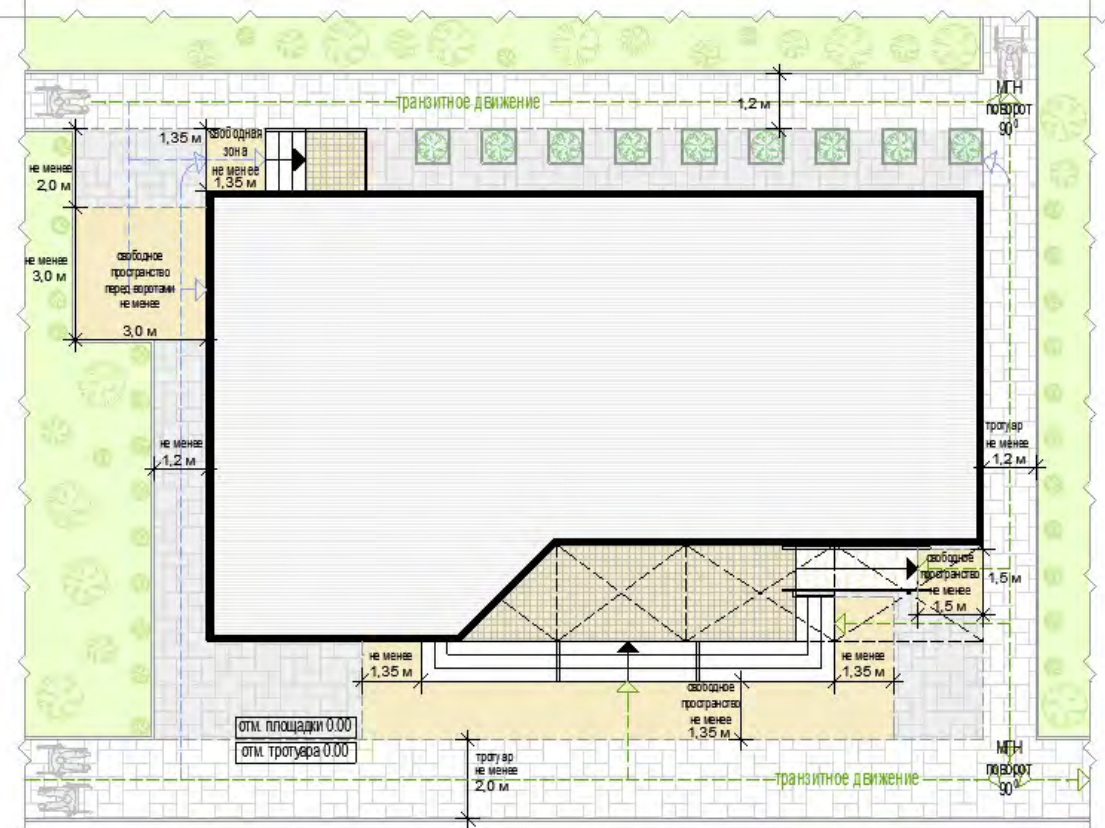 транзитное движение
1,2 м
МГН
поворот
90°
1,35 м
свободная
зона
не менее
1,35 м
не менее
2,0 м
не менее
3,0 м
свободное
пространство
перед воротами
не менее
3,0 м
не менее
1,2 м
тротуар
не менее
1,2 м
свободное
пространство
не менее
1,5 м
1,5 м
не менее
1,35 м
не менее
1,35 м
свободное
пространство
не менее
1,35 м
отм. площадки 0.00
отм. тротуара 0.00
тротуар
не менее
2,0 м
транзитное движение
МГН
поворот
90°